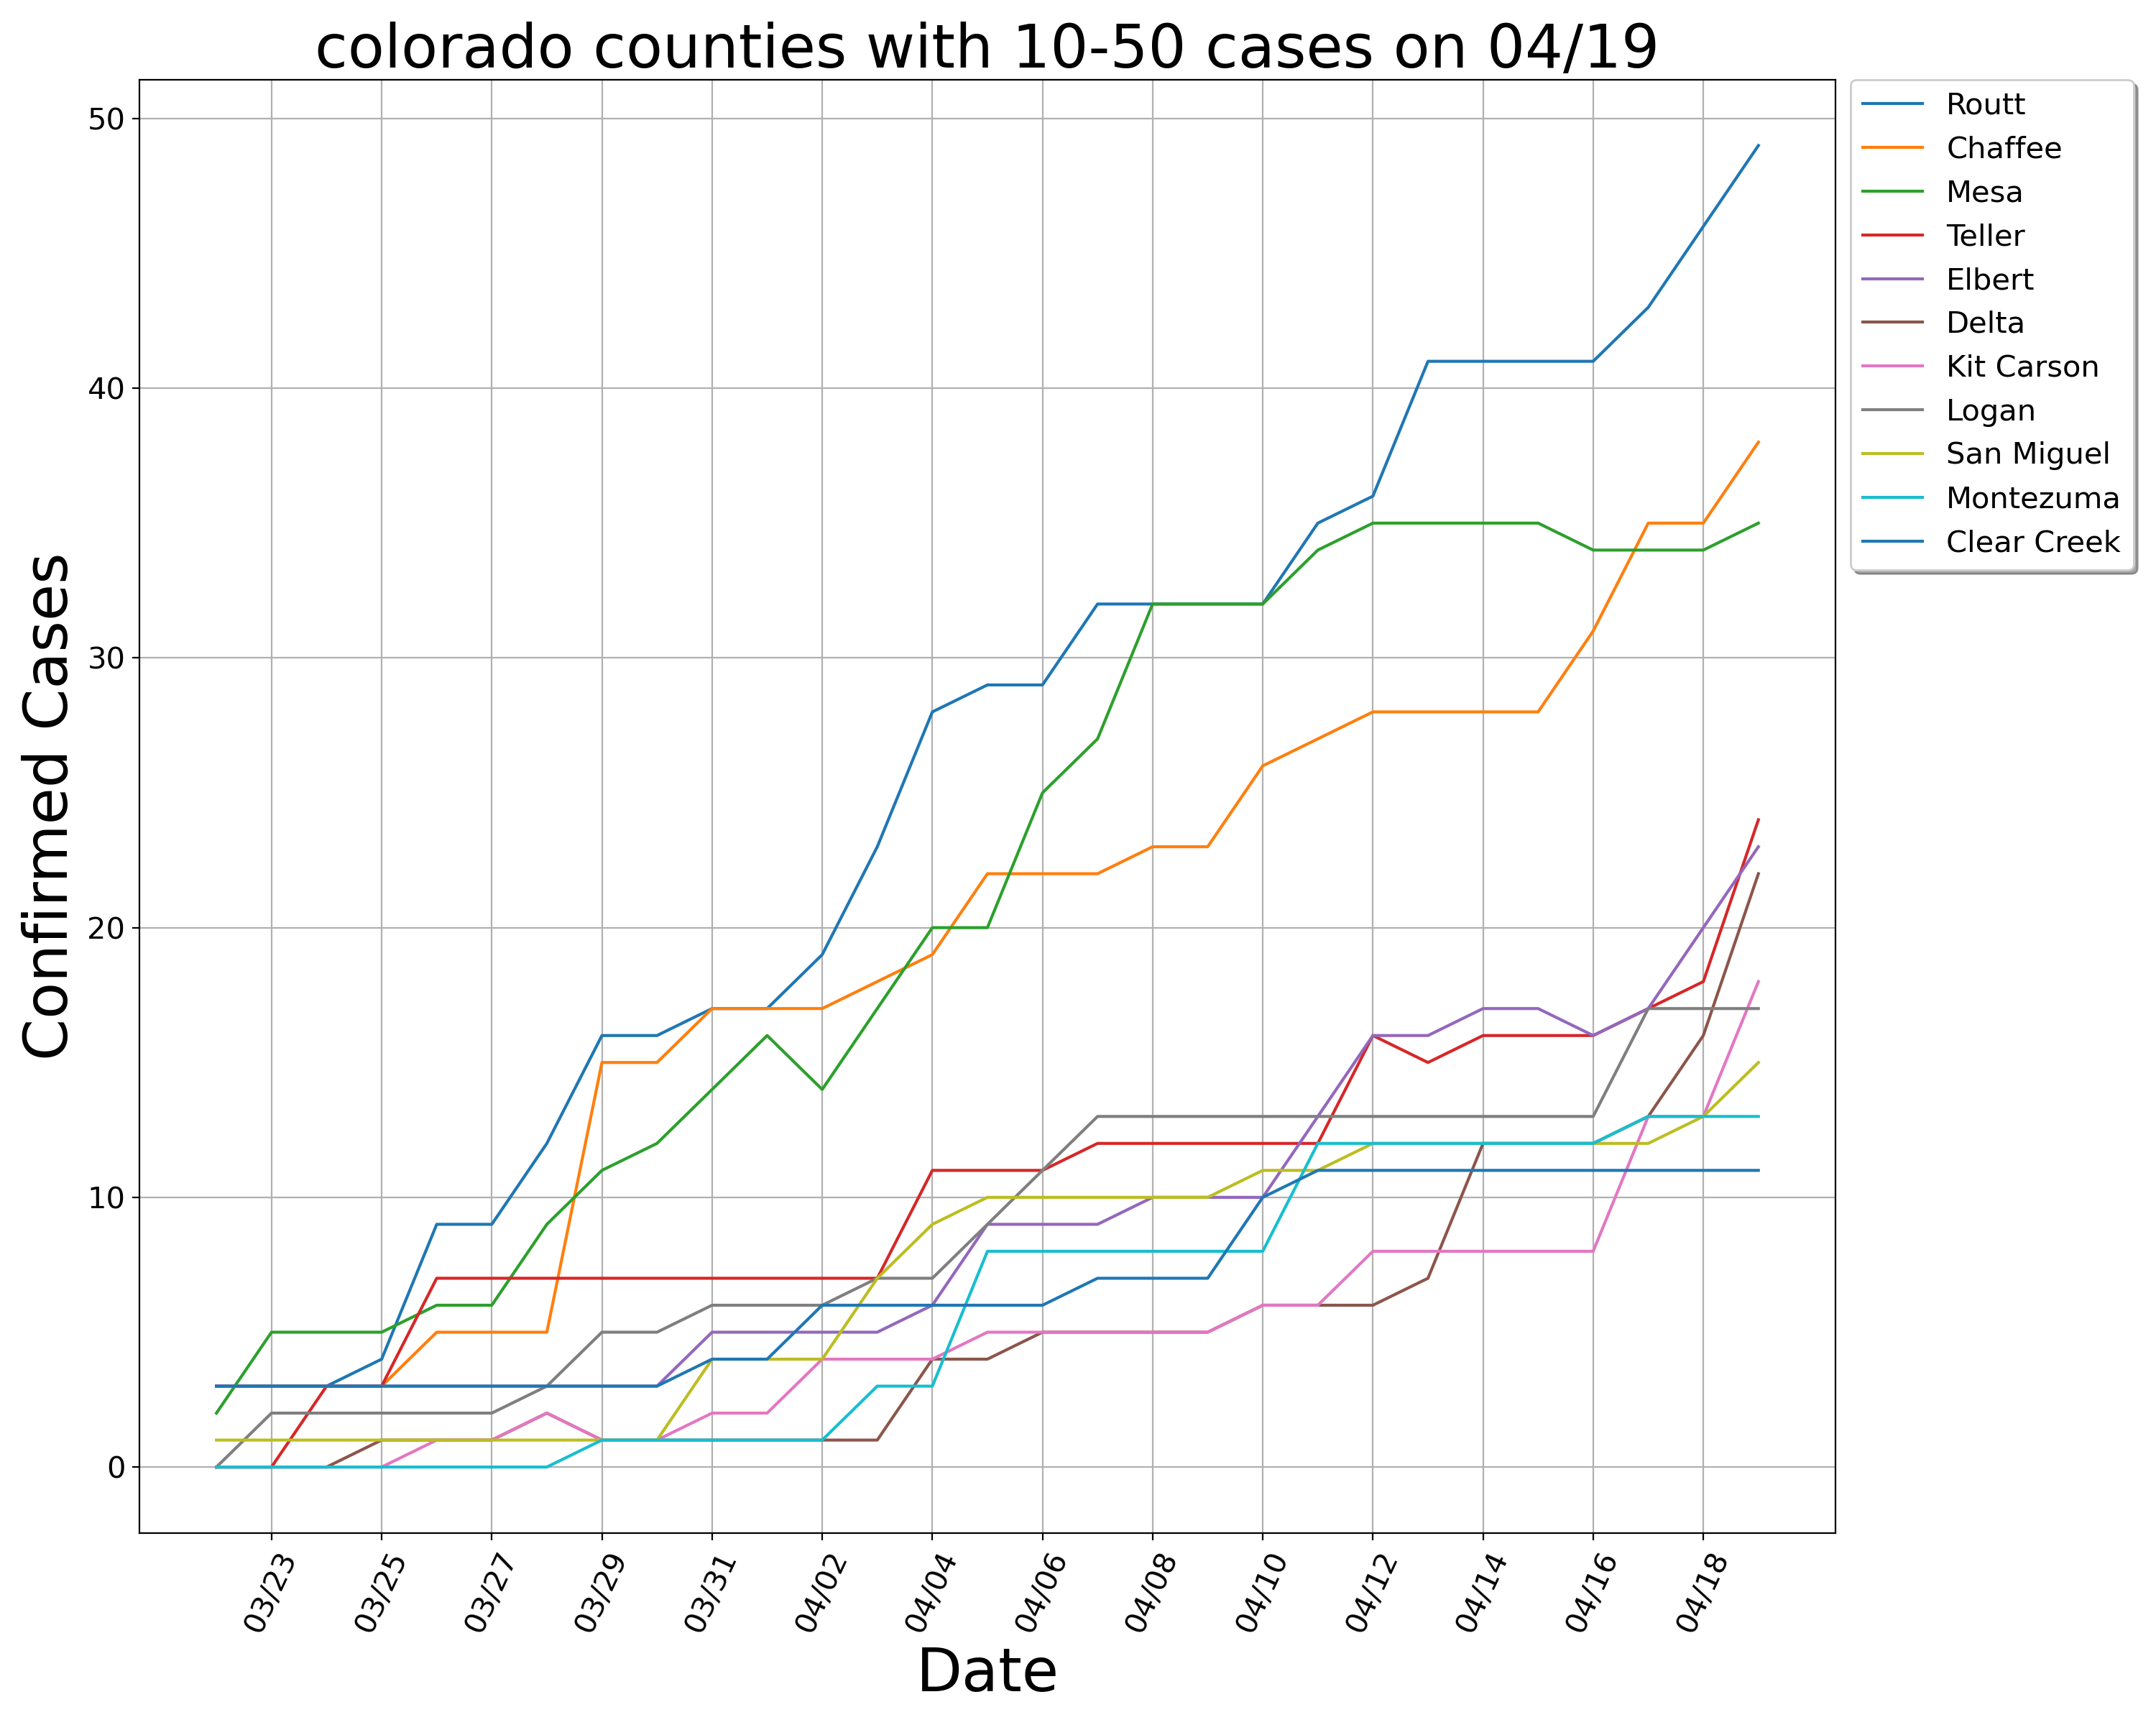 colorado counties with 10-50 cases on 04/19
Confirmed Cases
50
40
30
20
10
0
03/23
03/25
03/27
03/29
03/31
04/02
04/04
04/06
04/08
04/10
04/12
04/14
04/16
04/18
Date
Routt
Chaffee
Mesa
Teller
Elbert
Delta
Kit Carson
Logan
San Miguel
Montezuma
Clear Creek